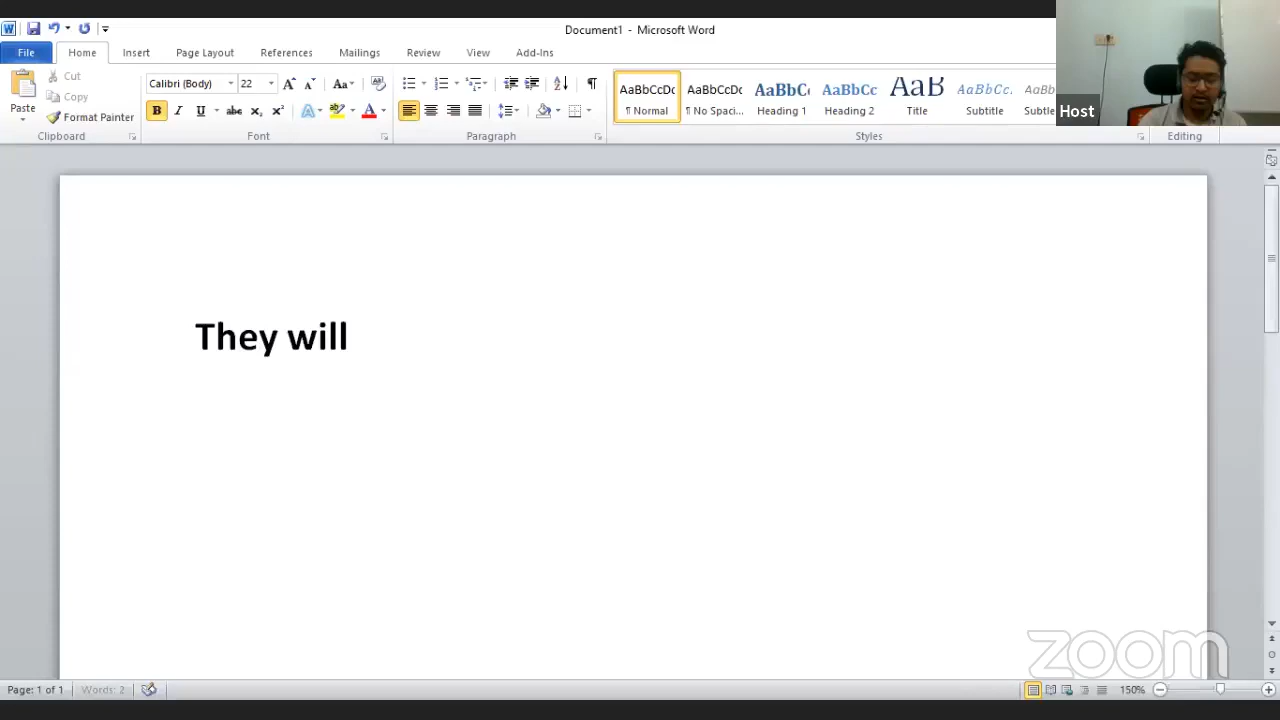 Document1 - Microsoft Word
File Home Insert Page Layout References Mailings Review View Add-Ins
Paste
Cut
Copy
Format Painter
Clipboard
Calibri (Body) 22
Font
Paragraph
AaBbCcDc AaBbCcDc AaBbC AaBbCc AaB AaBbCc.
¶ Normal ¶ No Spaci... Heading 1 Heading 2 Title Subtitle
Styles
Editing
Host
They will
zoom
Page: 1 of 1 Words: 2 150%